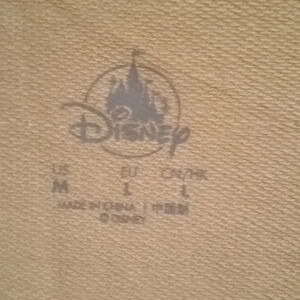 Disney
US EU CN/HK
M L L
MADE IN CHINA | 中国制
© DISNEY